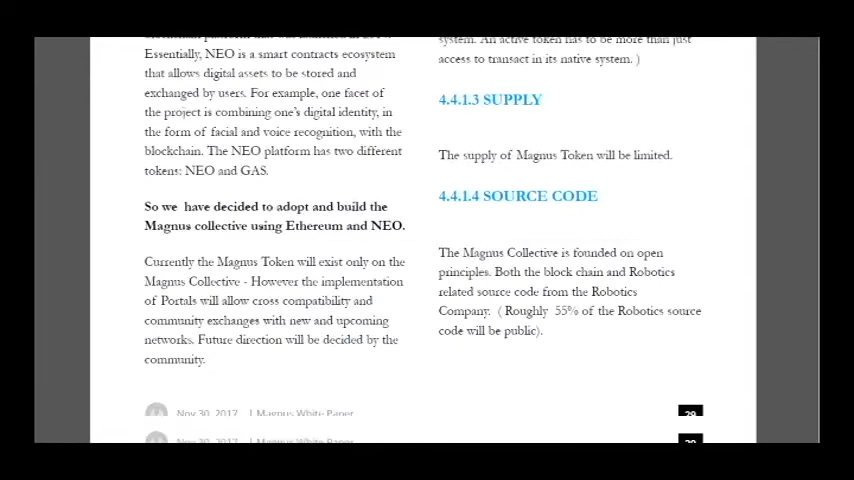 Essentially, NEO is a smart contracts ecosystem
that allows digital assets to be stored and
exchanged by users. For example, one facet of
the project is combining one's digital identity, in
the form of facial and voice recognition, with the
blockchain. The NEO platform has two different
tokens: NEO and GAS.
So we have decided to adopt and build the
Magnus collective using Ethereum and NEO.
Currently the Magnus Token will exist only on the
Magnus Collective - However the implementation
of Portals will allow cross compatibility and
community exchanges with new and upcoming
networks. Future direction will be decided by the
community.
system. An active token has to be more than just
access to transact in its native system. )
4.4.1.3 SUPPLY
The supply of Magnus Token will be limited.
4.4.1.4 SOURCE CODE
The Magnus Collective is founded on open
principles. Both the block chain and Robotics
related source code from the Robotics
Company. ( Roughly 55% of the Robotics source
code will be public).
Nov 30, 2017 | Magnus White Paper
29
Nov 30, 2017 | Magnus White Paper